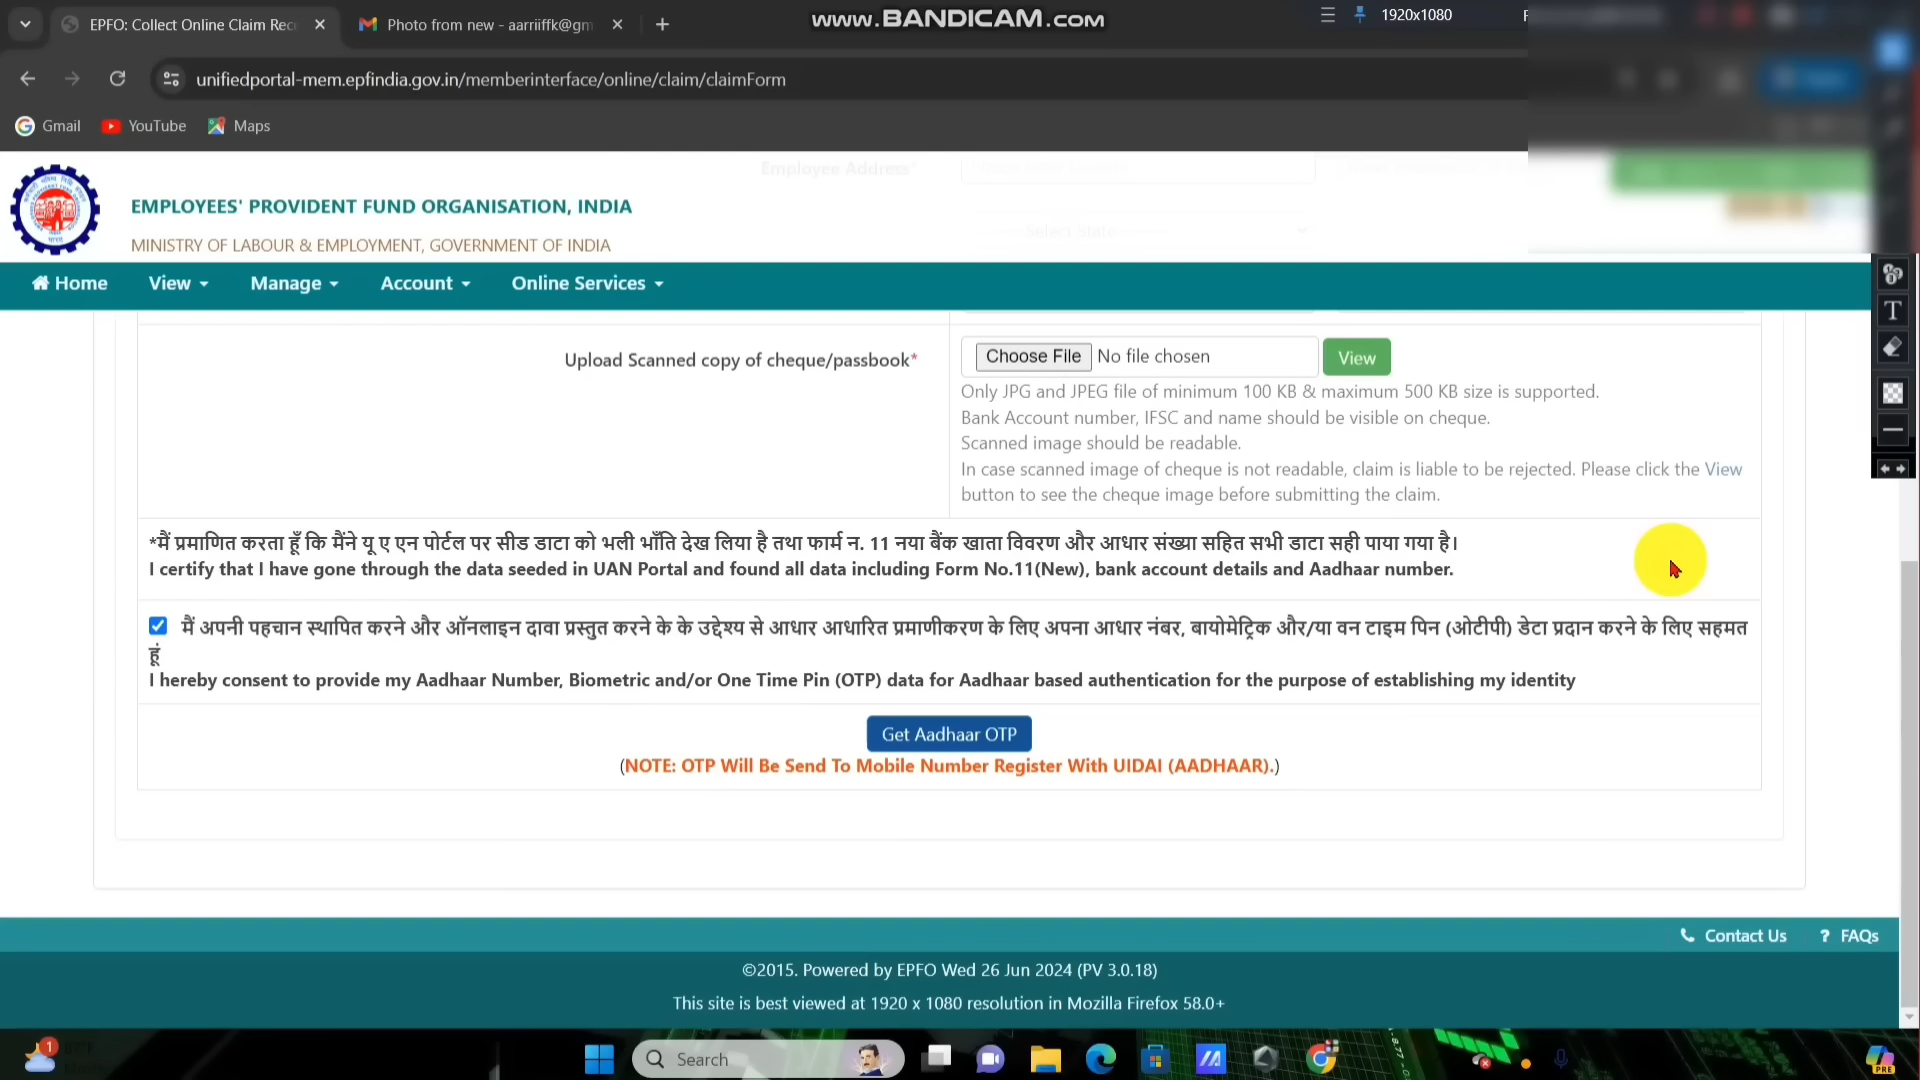 EPFO: Collect Online Claim Rec
Photo from new - aarriiffk@gm
www.BANDICAM.com
1920x1080
unifiedportal-mem.epfindia.gov.in/memberinterface/online/claim/claimForm
Gmail
YouTube
Maps
Employee Address*
EMPLOYEES' PROVIDENT FUND ORGANISATION, INDIA
Select State
MINISTRY OF LABOUR & EMPLOYMENT, GOVERNMENT OF INDIA
Home
View
Manage
Account
Online Services
Upload Scanned copy of cheque/passbook*
Choose File No file chosen
View
Only JPG and JPEG file of minimum 100 KB & maximum 500 KB size is supported.
Bank Account number, IFSC and name should be visible on cheque.
Scanned image should be readable.
In case scanned image of cheque is not readable, claim is liable to be rejected. Please click the View
button to see the cheque image before submitting the claim.
*मैं प्रमाणित करता हूँ कि मैंने यू ए एन पोर्टल पर सीड डाटा को भली भाँति देख लिया है तथा फार्म न. 11 नया बैंक खाता विवरण और आधार संख्या सहित सभी डाटा सही पाया गया है।
I certify that I have gone through the data seeded in UAN Portal and found all data including Form No.11(New), bank account details and Aadhaar number.
मैं अपनी पहचान स्थापित करने और ऑनलाइन दावा प्रस्तुत करने के के उद्देश्य से आधार आधारित प्रमाणीकरण के लिए अपना आधार नंबर, बायोमेट्रिक और/या वन टाइम पिन (ओटीपी) डेटा प्रदान करने के लिए सहमत
हूं
I hereby consent to provide my Aadhaar Number, Biometric and/or One Time Pin (OTP) data for Aadhaar based authentication for the purpose of establishing my identity
Get Aadhaar OTP
(NOTE: OTP Will Be Send To Mobile Number Register With UIDAI (AADHAAR).)
Contact Us
? FAQs
©2015. Powered by EPFO Wed 26 Jun 2024 (PV 3.0.18)
This site is best viewed at 1920 x 1080 resolution in Mozilla Firefox 58.0+
1
Search
PRE